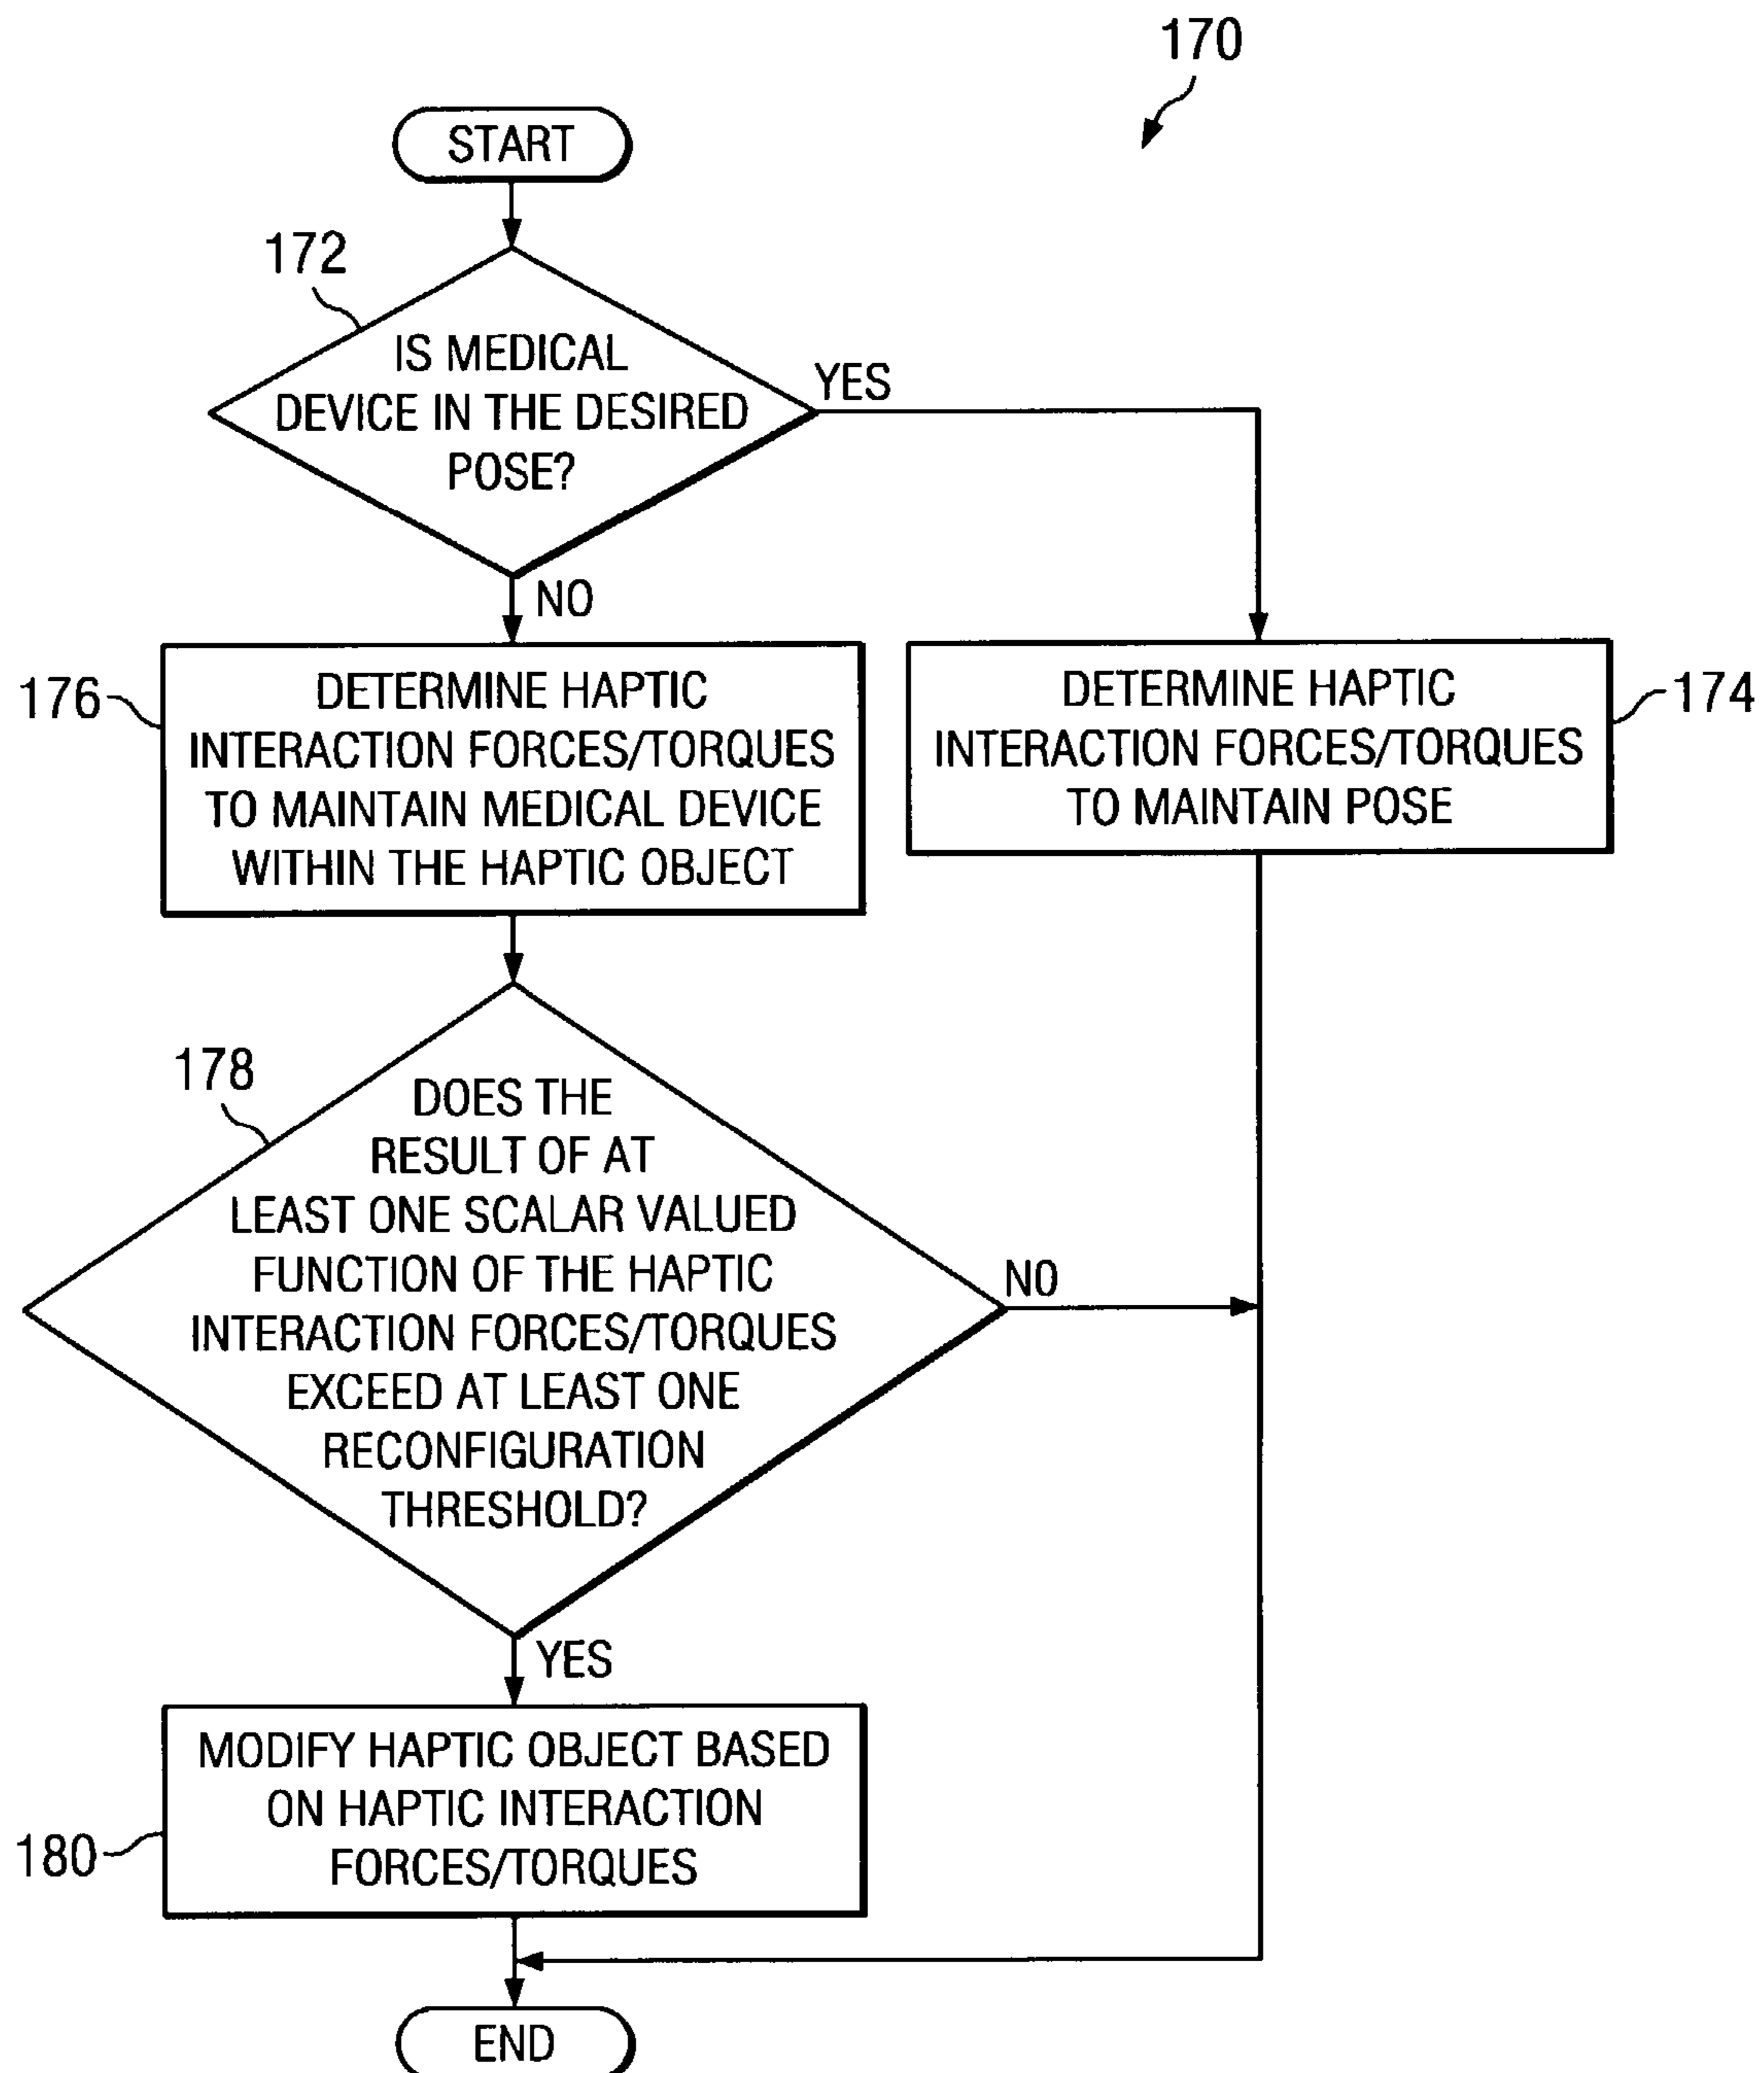 170
START
172
IS MEDICAL
DEVICE IN THE DESIRED
POSE?
YES
NO
176
DETERMINE HAPTIC
INTERACTION FORCES/TORQUES
TO MAINTAIN MEDICAL DEVICE
WITHIN THE HAPTIC OBJECT
DETERMINE HAPTIC
INTERACTION FORCES/TORQUES
TO MAINTAIN POSE
174
178
DOES THE
RESULT OF AT
LEAST ONE SCALAR VALUED
FUNCTION OF THE HAPTIC
INTERACTION FORCES/TORQUES
EXCEED AT LEAST ONE
RECONFIGURATION
THRESHOLD?
NO
YES
MODIFY HAPTIC OBJECT BASED
ON HAPTIC INTERACTION
FORCES/TORQUES
180
END